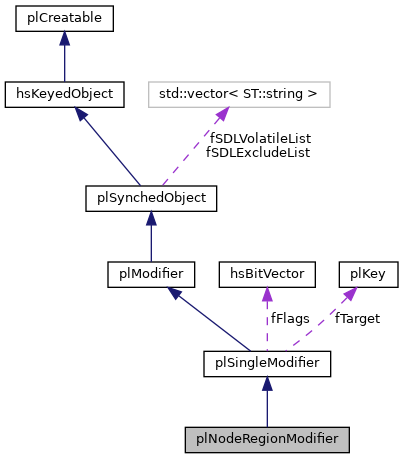 plCreatable
hsKeyedObject
std::vector< ST::string >
fSDLVolatileList
fSDLExcludeList
plSynchedObject
plModifier
hsBitVector
plKey
fFlags
fTarget
plSingleModifier
plNodeRegionModifier